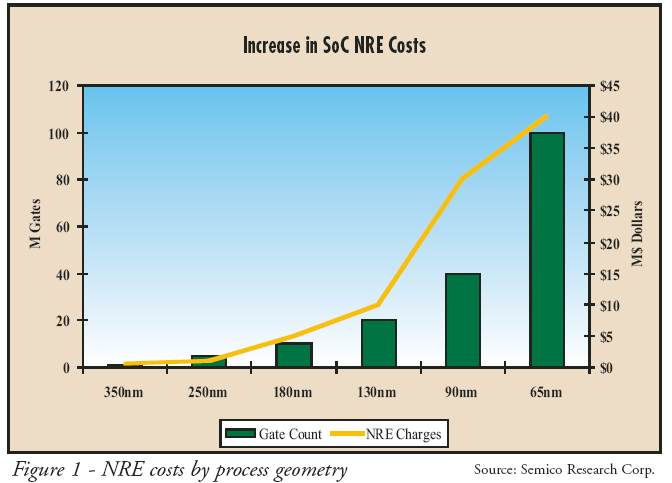 Increase in SoC NRE Costs
120
100
80
60
40
20
0
M Gates
$45
$40
$35
$30
$25
$20
$15
$10
$5
$0
M$ Dollars
350nm 250nm 180nm 130nm 90nm 65nm
Gate Count NRE Charges
Figure 1 - NRE costs by process geometry
Source: Semico Research Corp.